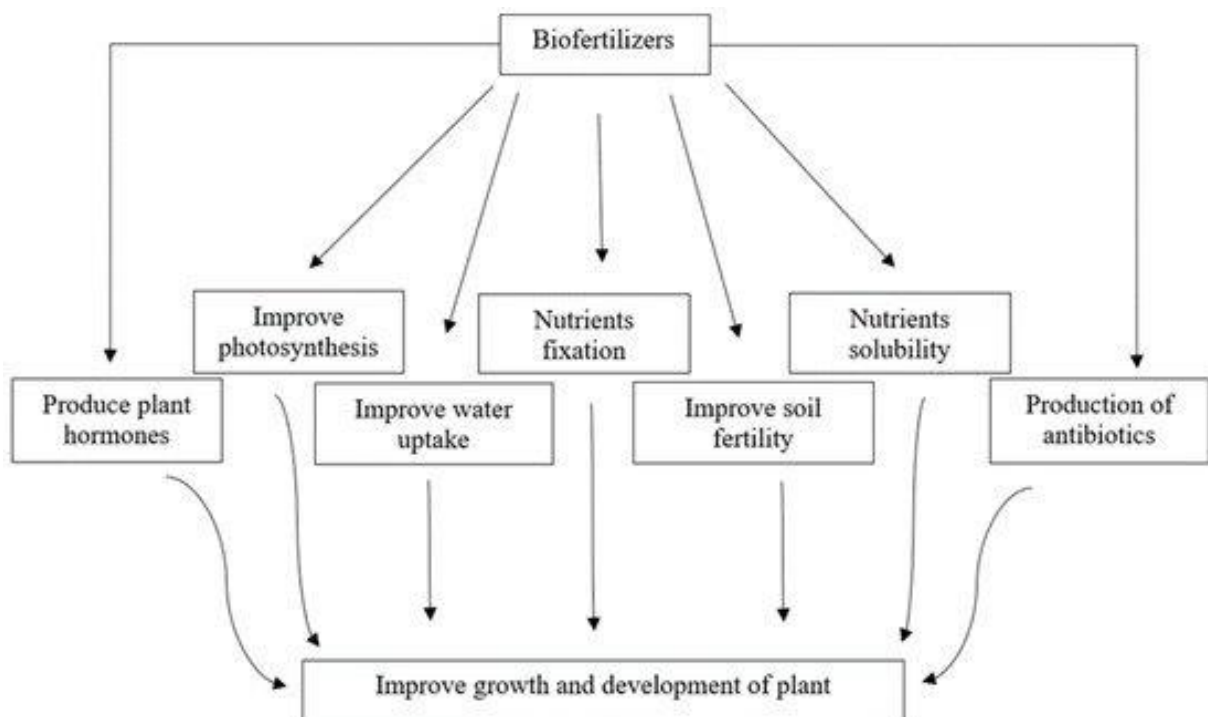 Biofertilizers
Improve
photosynthesis
Nutrients
fixation
Nutrients
solubility
Produce plant
hormones
Improve water
uptake
Improve soil
fertility
Production of
antibiotics
Improve growth and development of plant